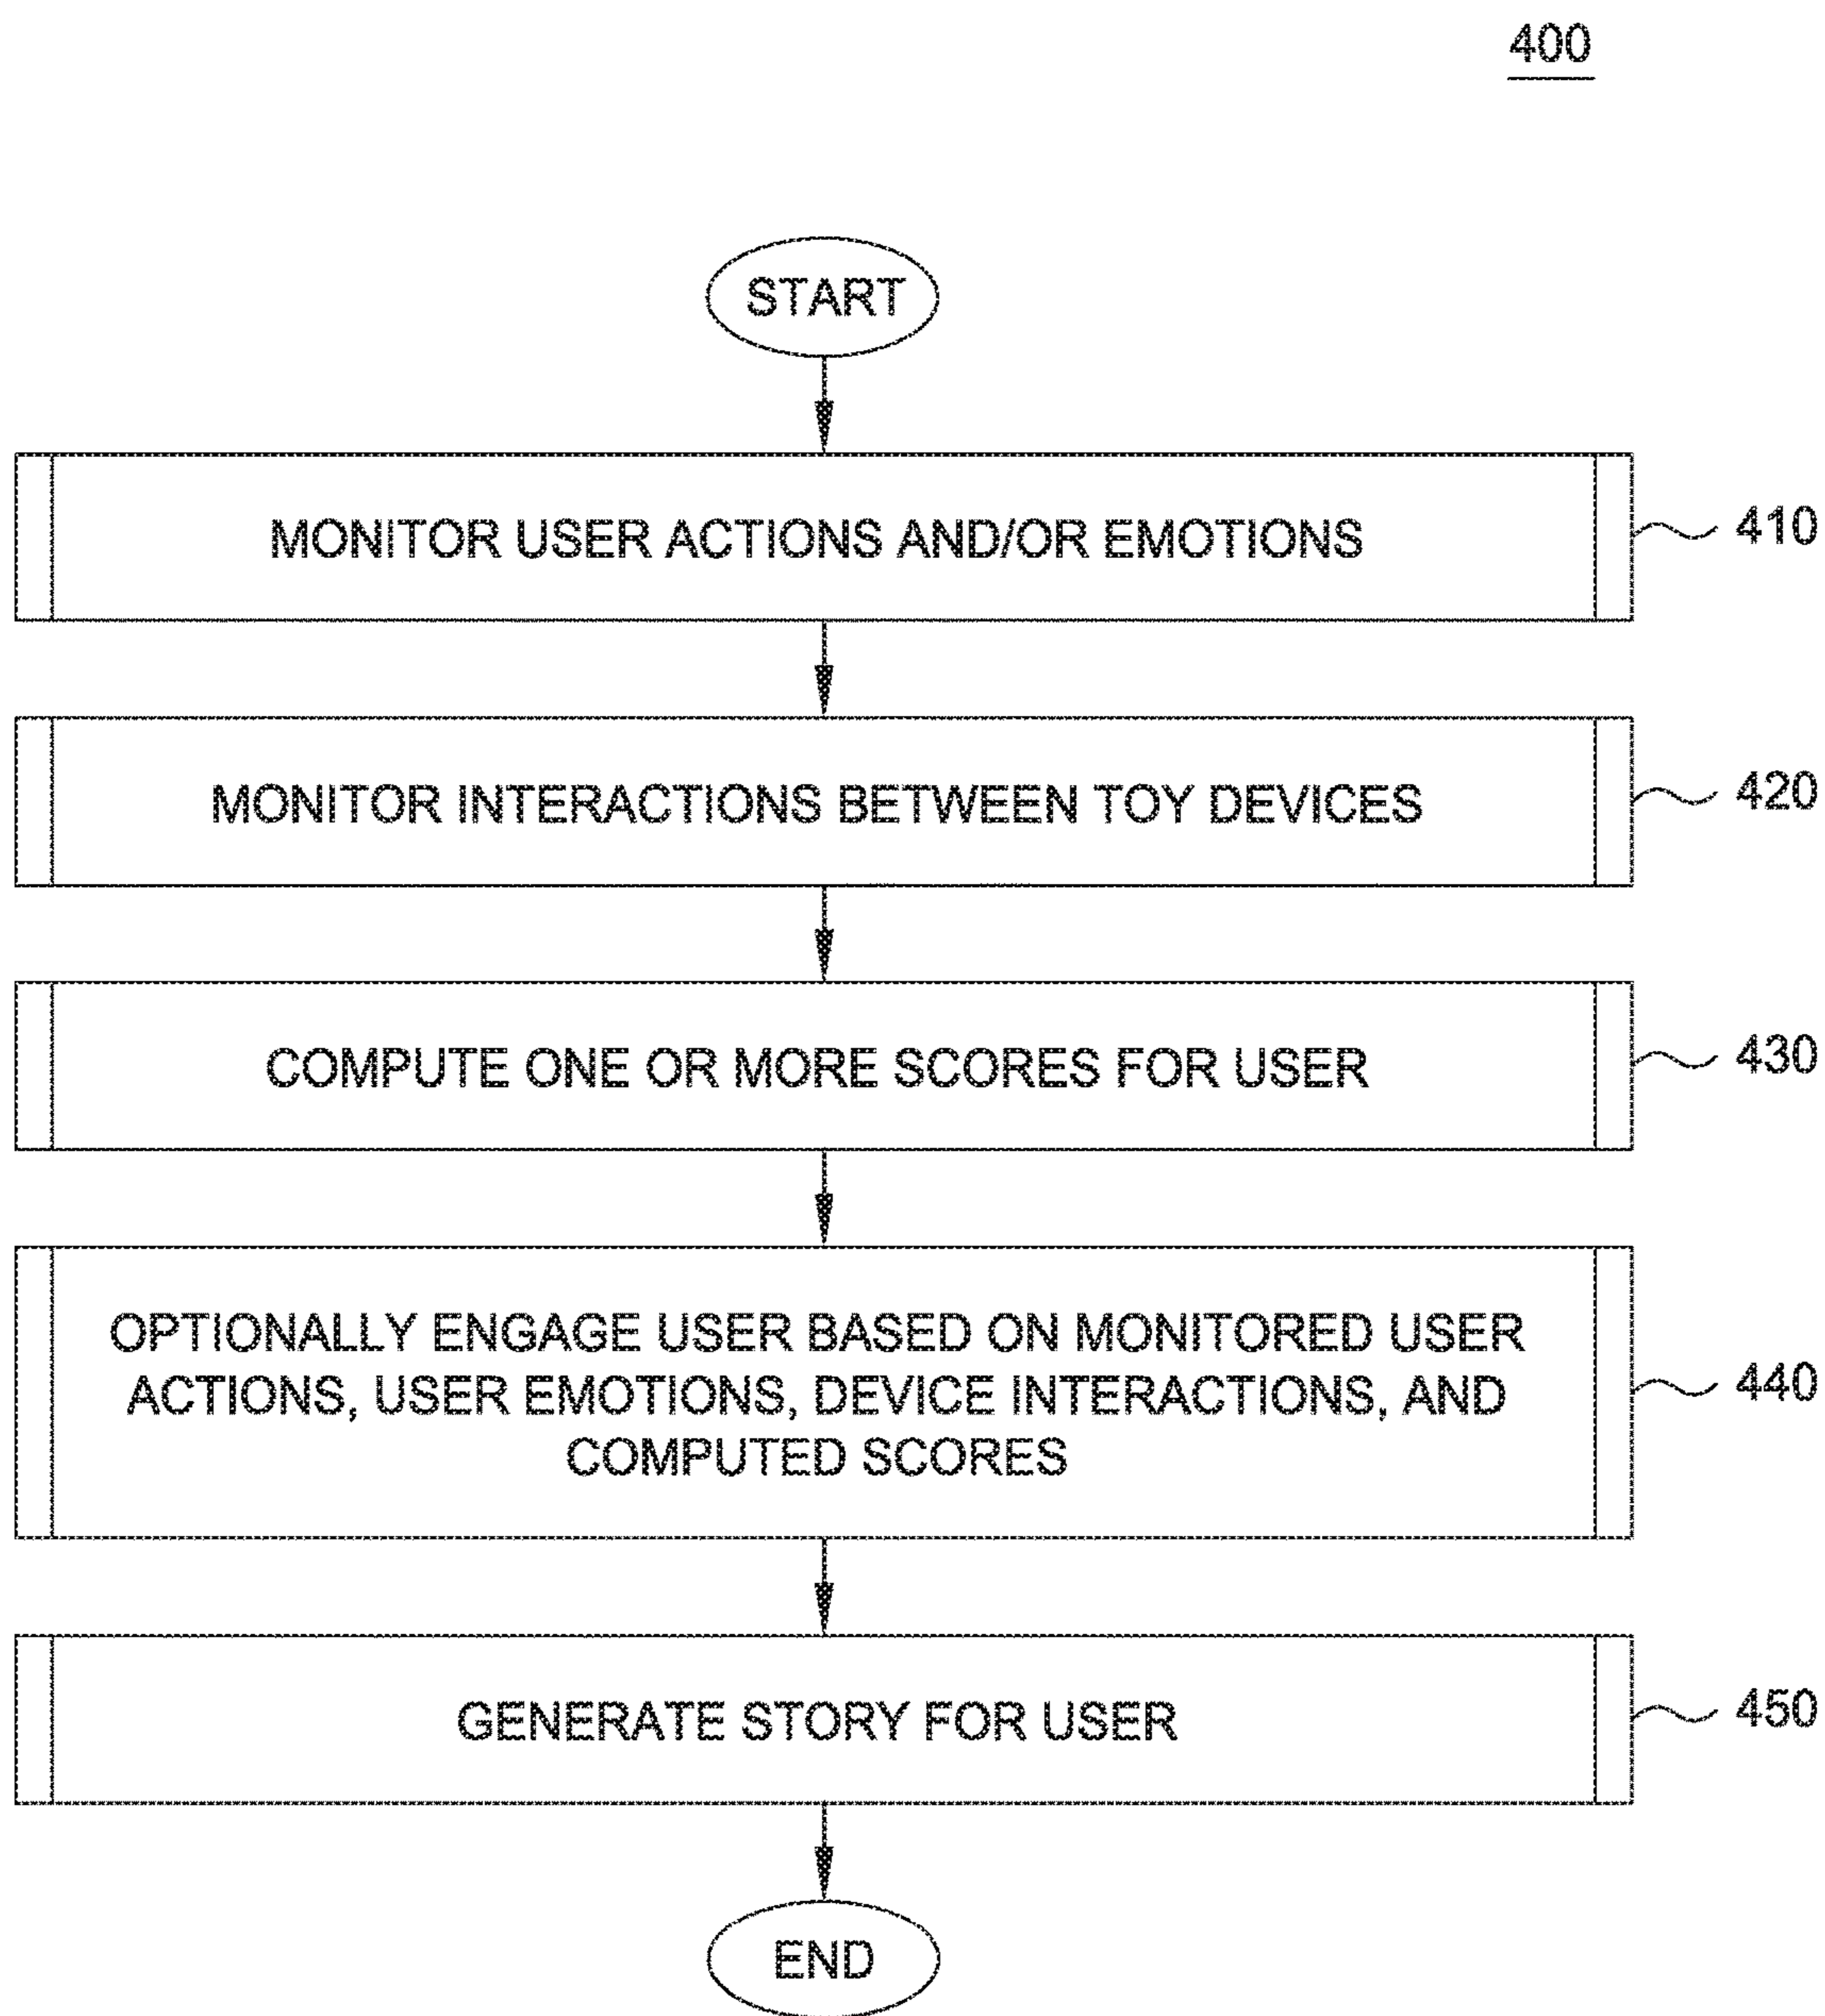 400
START
MONITOR USER ACTIONS AND/OR EMOTIONS
410
MONITOR INTERACTIONS BETWEEN TOY DEVICES
420
COMPUTE ONE OR MORE SCORES FOR USER
430
OPTIONALLY ENGAGE USER BASED ON MONITORED USER
ACTIONS, USER EMOTIONS, DEVICE INTERACTIONS, AND
COMPUTED SCORES
440
GENERATE STORY FOR USER
450
END